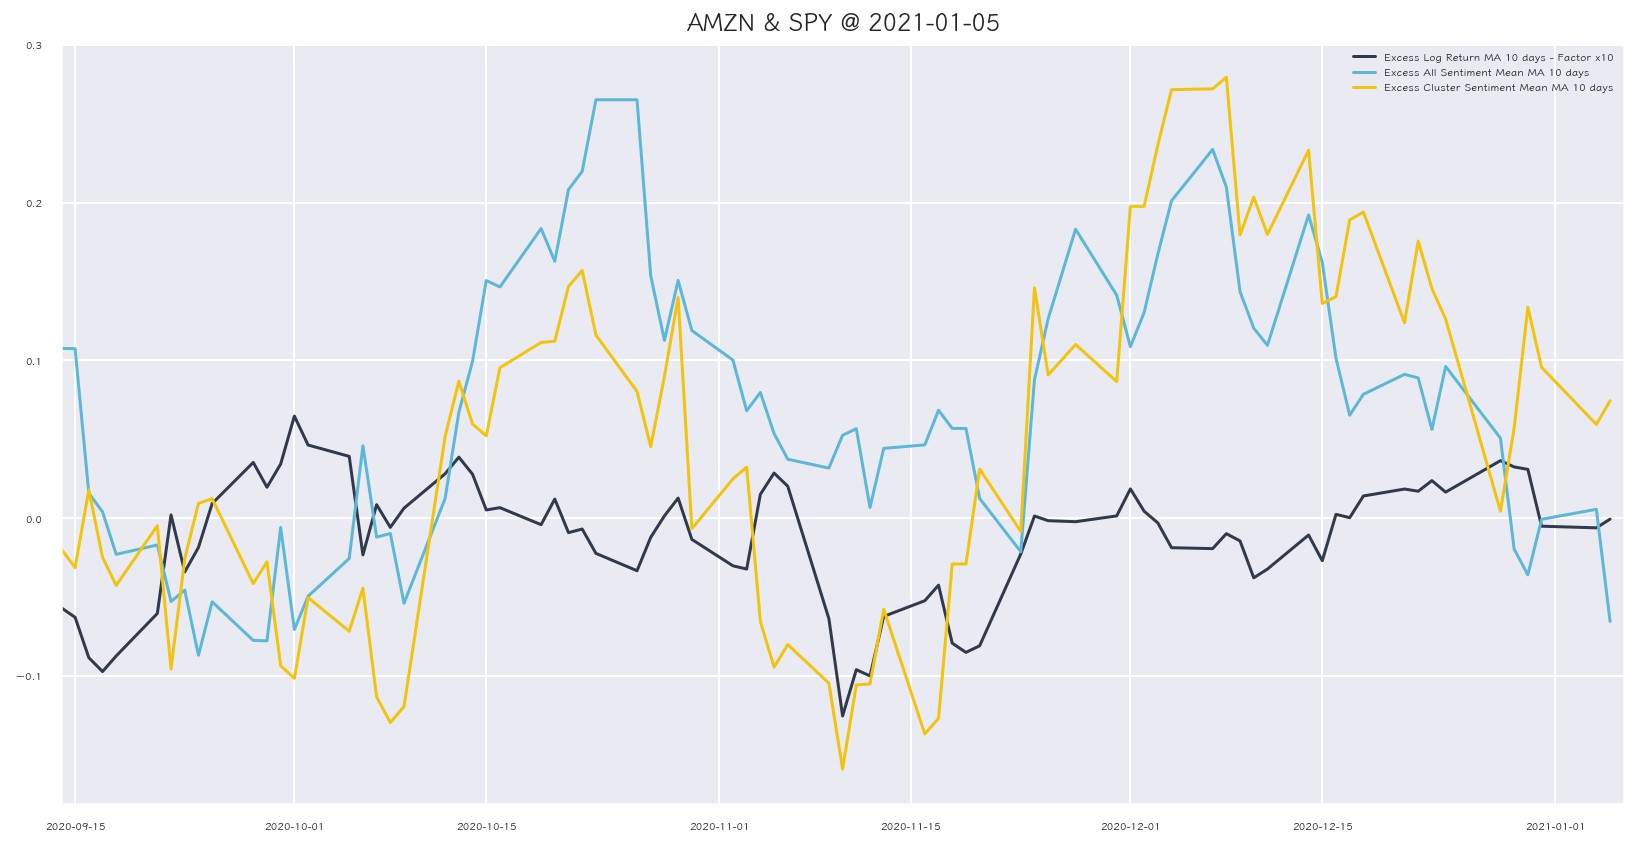 AMZN & SPY @ 2021-01-05
Excess Log Return MA 10 days - Factor x10
Excess All Sentiment Mean MA 10 days
Excess Cluster Sentiment Mean MA 10 days
0.3
0.2
0.1
0.0
−0.1
2020-09-15 2020-10-01 2020-10-15 2020-11-01 2020-11-15 2020-12-01 2020-12-15 2021-01-01